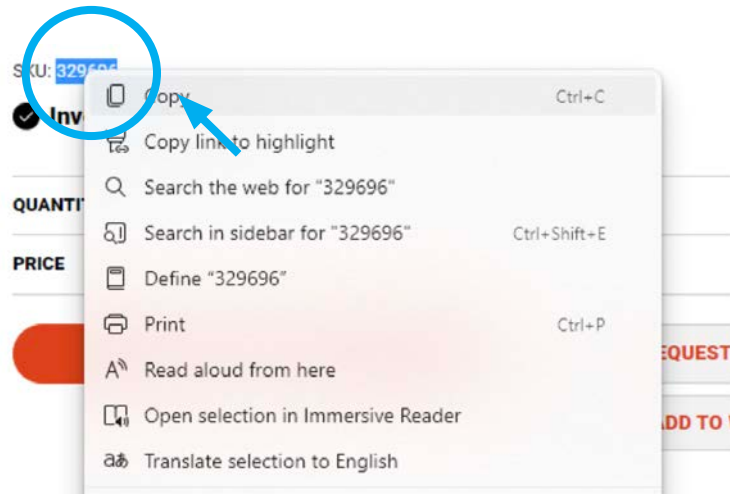 SKU: 329696
Copy Ctrl+C
Inv
Copy link to highlight
Search the web for "329696"
QUANTIT
Search in sidebar for "329696" Ctrl+Shift+E
PRICE
Define "329696"
Print Ctrl+P
EQUEST
Read aloud from here
Open selection in Immersive Reader
DD TO
Translate selection to English